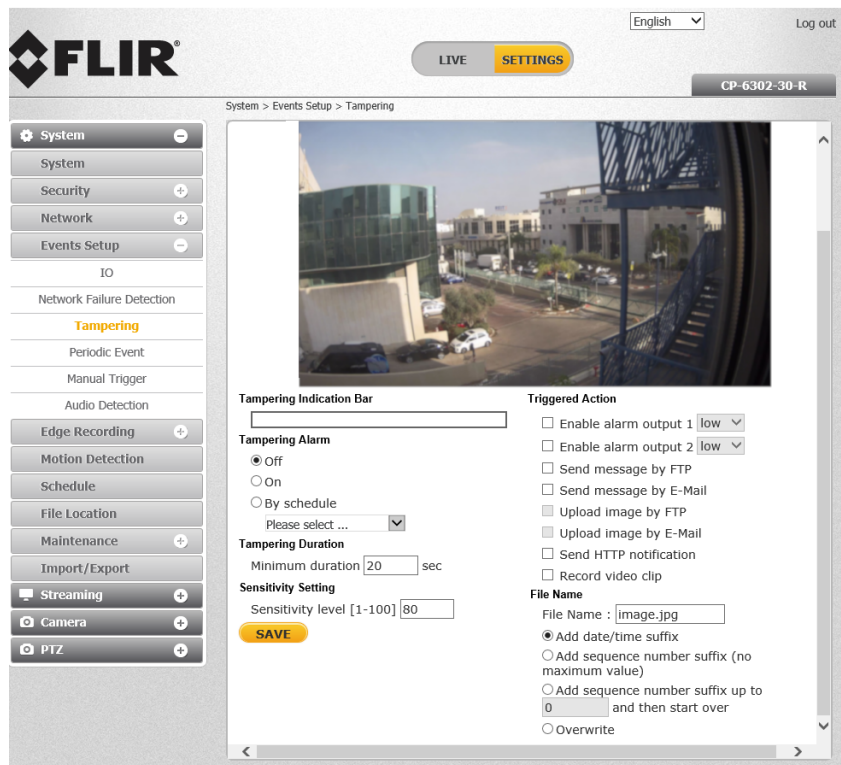 English
Log out
FLIR®
LIVE
SETTINGS
CP-6302-30-R
System > Events Setup > Tampering
System
System
Security
Network
Events Setup
IO
Network Failure Detection
Tampering
Periodic Event
Manual Trigger
Audio Detection
Edge Recording
Motion Detection
Schedule
File Location
Maintenance
Import/Export
Streaming
Camera
PTZ
Tampering Indication Bar
Tampering Alarm
Off
On
By schedule
Please select ...
Tampering Duration
Minimum duration 20 sec
Sensitivity Setting
Sensitivity level [1-100] 80
SAVE
Triggered Action
Enable alarm output 1 low
Enable alarm output 2 low
Send message by FTP
Send message by E-Mail
Upload image by FTP
Upload image by E-Mail
Send HTTP notification
Record video clip
File Name
File Name : image.jpg
Add date/time suffix
Add sequence number suffix (no
maximum value)
Add sequence number suffix up to
0 and then start over
Overwrite